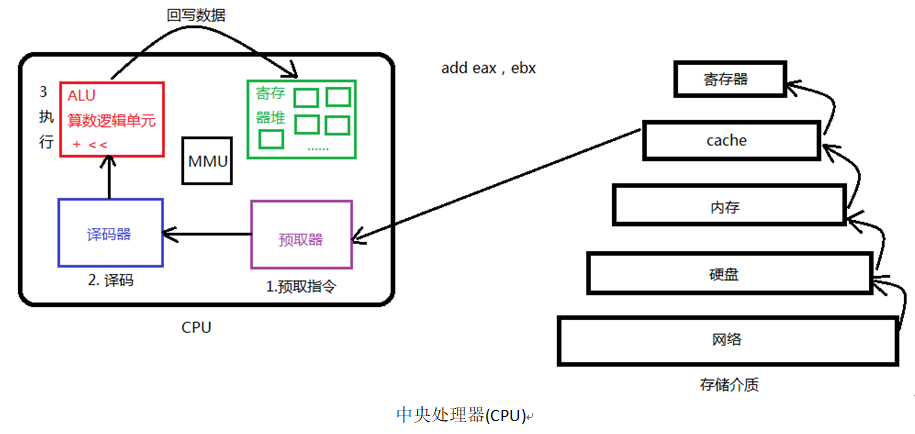 回写数据
add eax，ebx
3
执
行
ALU
算数逻辑单元
+ <<
寄存
器堆
......
MMU
译码器
预取器
2. 译码
1.预取指令
CPU
寄存器
cache
内存
硬盘
网络
存储介质
中央处理器(CPU)